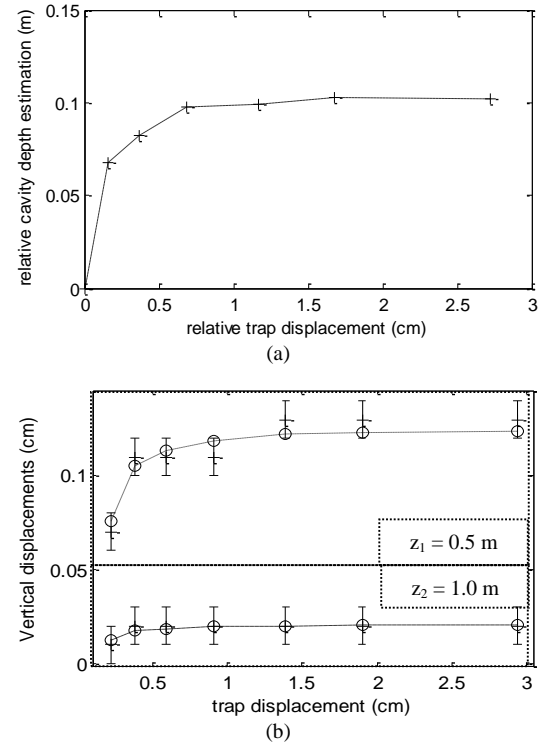 0.15
0.1
0.05
0
relative cavity depth estimation (m)
0 0.5 1 1.5 2 2.5 3
relative trap displacement (cm)
(a)
0.1
0.05
0
Vertical displacements (cm)
z₁ = 0.5 m
z₂ = 1.0 m
0.5 1 1.5 2 2.5 3
trap displacement (cm)
(b)